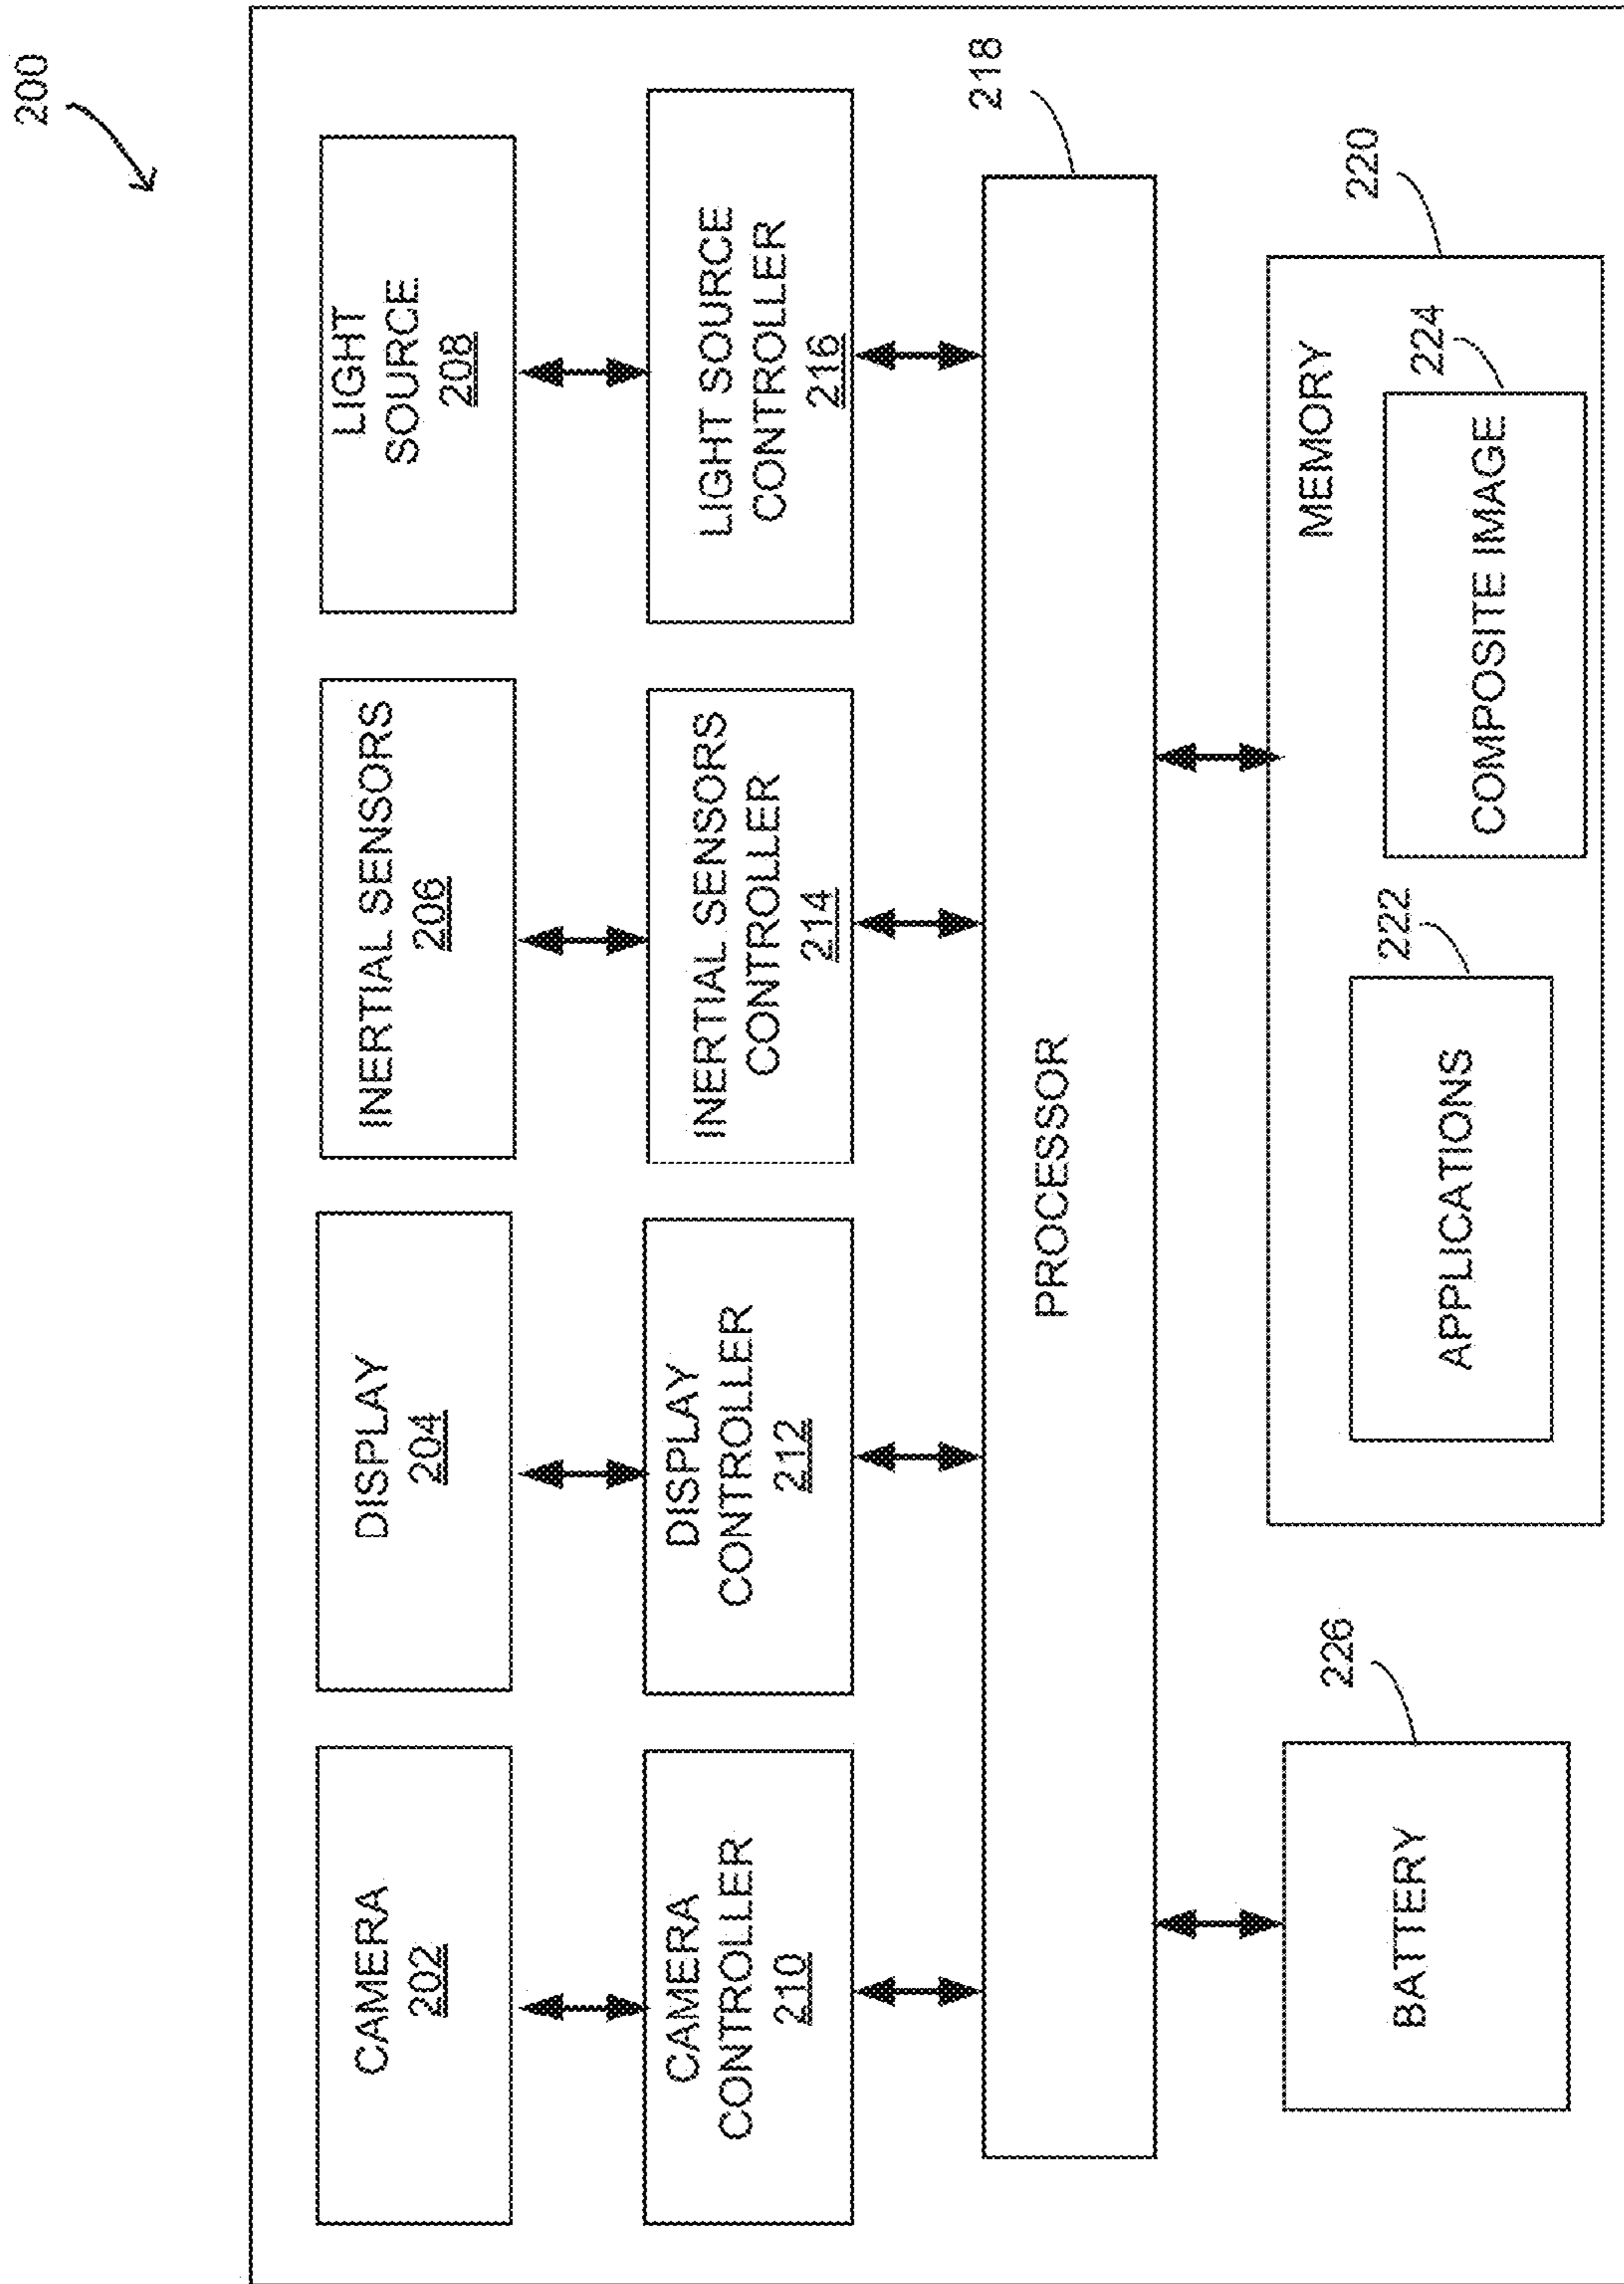 200
CAMERA
202
DISPLAY
204
INERTIAL SENSORS
206
LIGHT
SOURCE
208
CAMERA
CONTROLLER
210
DISPLAY
CONTROLLER
212
INERTIAL SENSORS
CONTROLLER
214
LIGHT SOURCE
CONTROLLER
216
218
PROCESSOR
226
BATTERY
220
MEMORY
222
APPLICATIONS
224
COMPOSITE IMAGE